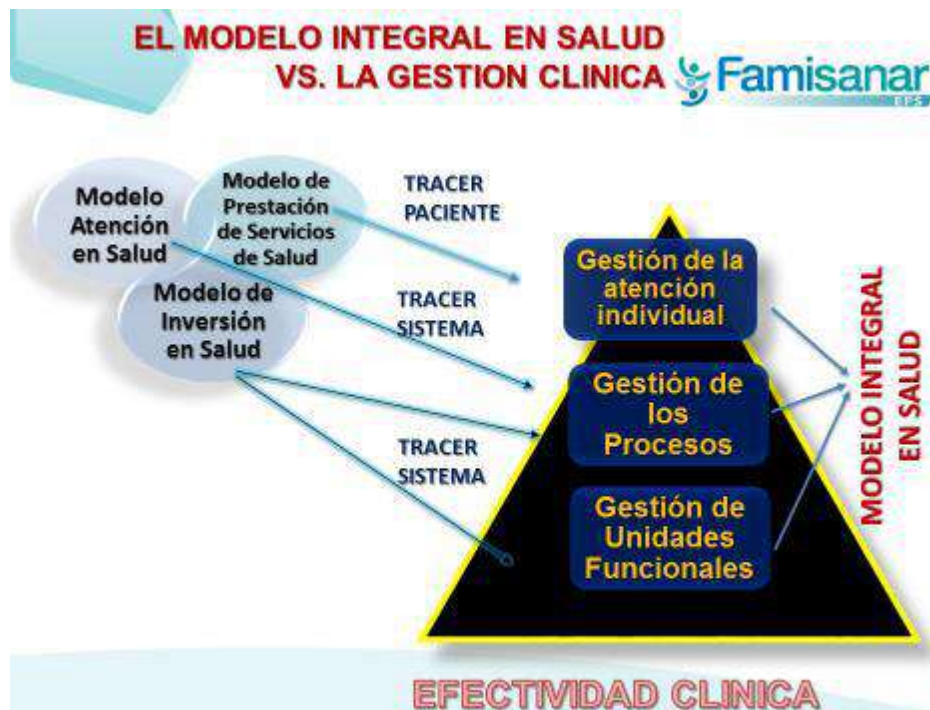 EL MODELO INTEGRAL EN SALUD
VS. LA GESTION CLINICA
Famisanar
EPS
Modelo
Atención
en Salud
Modelo de
Prestación
de Servicios
de Salud
Modelo de
Inversión
en Salud
TRACER
PACIENTE
TRACER
SISTEMA
TRACER
SISTEMA
Gestión de la
atención
individual
Gestión de
los
Procesos
Gestión de
Unidades
Funcionales
MODELO INTEGRAL
EN SALUD
EFECTIVIDAD CLINICA